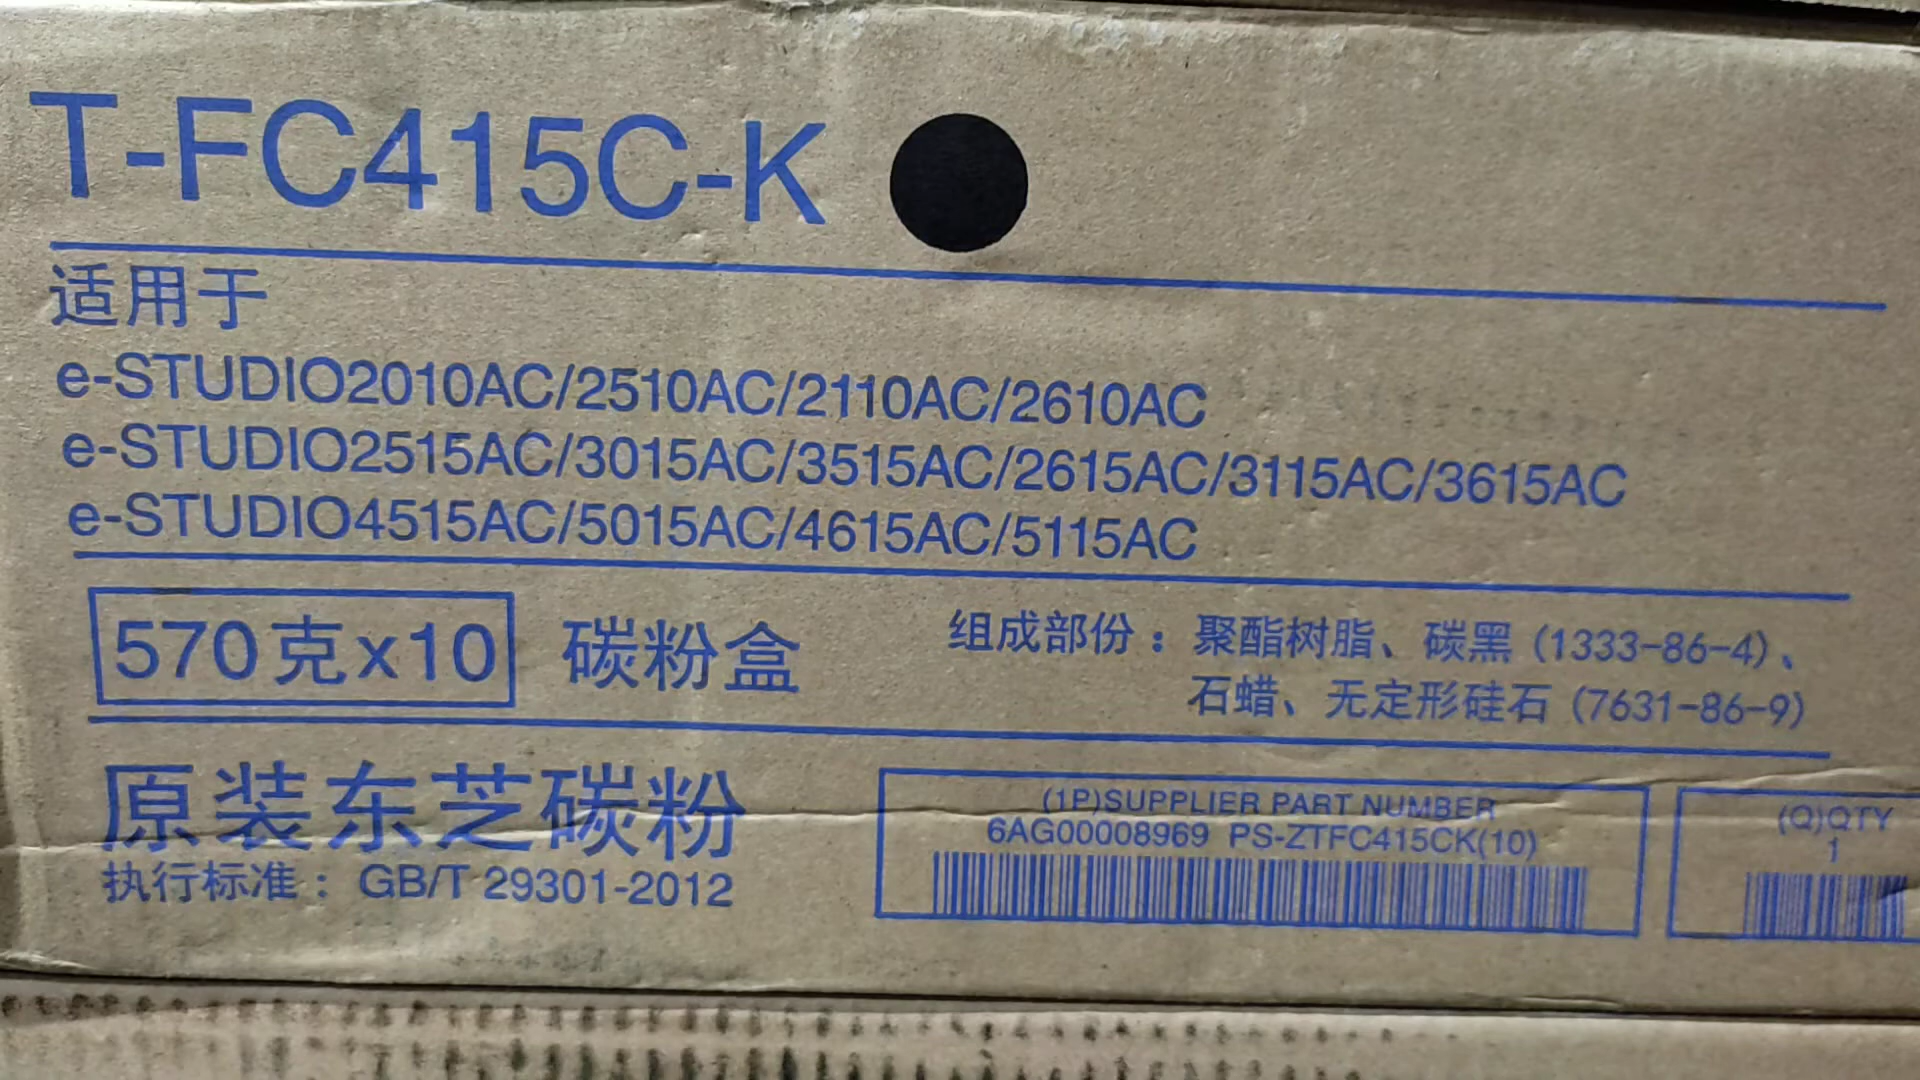 T-FC415C-K
适用于
e-STUDIO2010AC/2510AC/2110AC/2610AC
e-STUDIO2515AC/3015AC/3515AC/2615AC/3115AC/3615AC
e-STUDIO4515AC/5015AC/4615AC/5115AC
570克x10 碳粉盒
组成部份：聚酯树脂、碳黑 (1333-86-4)、
石蜡、无定形硅石 (7631-86-9)
原装东芝碳粉
执行标准：GB/T 29301-2012
(1P)SUPPLIER PART NUMBER
6AG00008969 PS-ZTFC415CK(10)
(Q)QTY
1